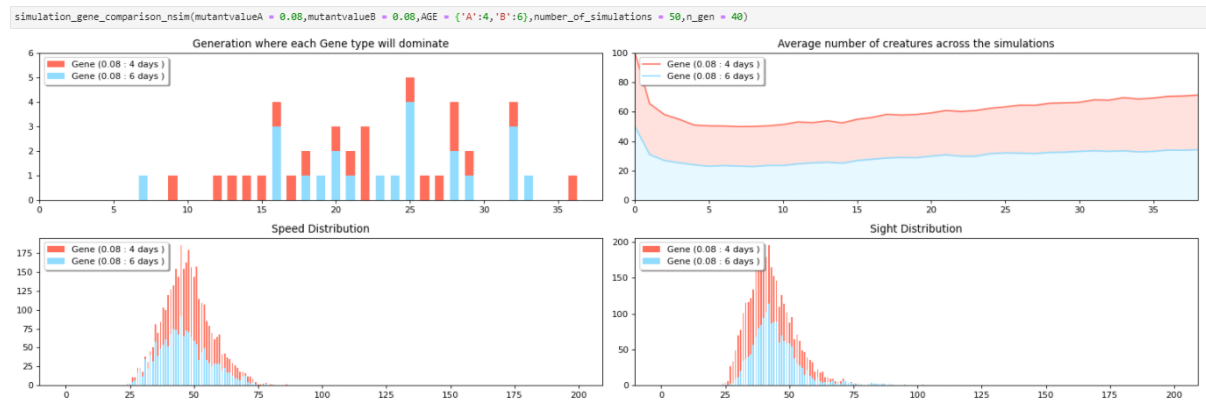 simulation_gene_comparison_nsim(mutantvalueA = 0.08,mutantvalueB = 0.08,AGE = {'A':4,'B':6},number_of_simulations = 50,n_gen = 40)
Generation where each Gene type will dominate
6
5
4
3
2
1
0
Gene (0.08 : 4 days )
Gene (0.08 : 6 days )
0 5 10 15 20 25 30 35
Average number of creatures across the simulations
100
80
60
40
20
0
Gene (0.08 : 4 days )
Gene (0.08 : 6 days )
0 5 10 15 20 25 30 35
Speed Distribution
175
150
125
100
75
50
25
0
Gene (0.08 : 4 days )
Gene (0.08 : 6 days )
0 25 50 75 100 125 150 175 200
Sight Distribution
200
150
100
50
0
Gene (0.08 : 4 days )
Gene (0.08 : 6 days )
0 25 50 75 100 125 150 175 200